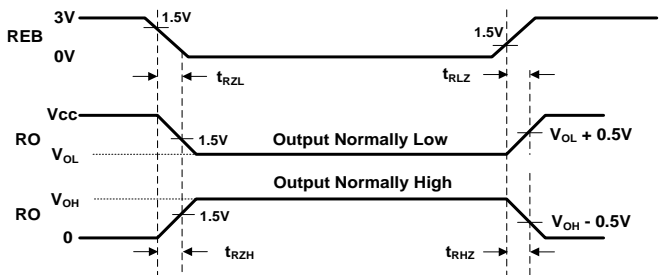 3V
1.5V
REB
1.5V
0V
tRZL
tRLZ
Vcc
RO
1.5V
Output Normally Low
VOL + 0.5V
VOL
Output Normally High
VOH
RO
1.5V
VOH - 0.5V
0
tRZH
tRHZ